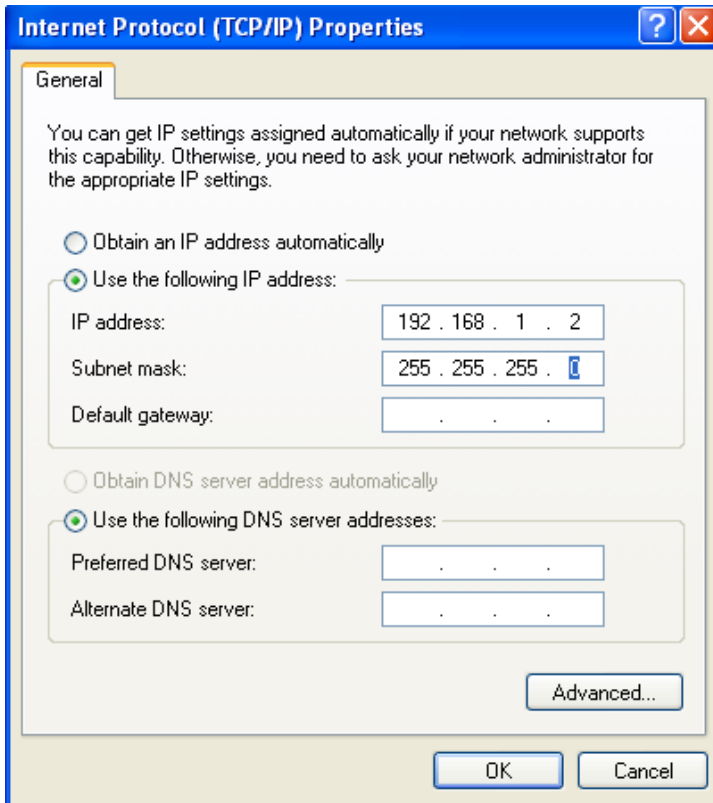 Internet Protocol (TCP/IP) Properties
General
You can get IP settings assigned automatically if your network supports
this capability. Otherwise, you need to ask your network administrator for
the appropriate IP settings.
Obtain an IP address automatically
Use the following IP address:
IP address: 192 . 168 . 1 . 2
Subnet mask: 255 . 255 . 255 . 0
Default gateway: . . .
Obtain DNS server address automatically
Use the following DNS server addresses:
Preferred DNS server: . . .
Alternate DNS server: . . .
Advanced...
OK Cancel